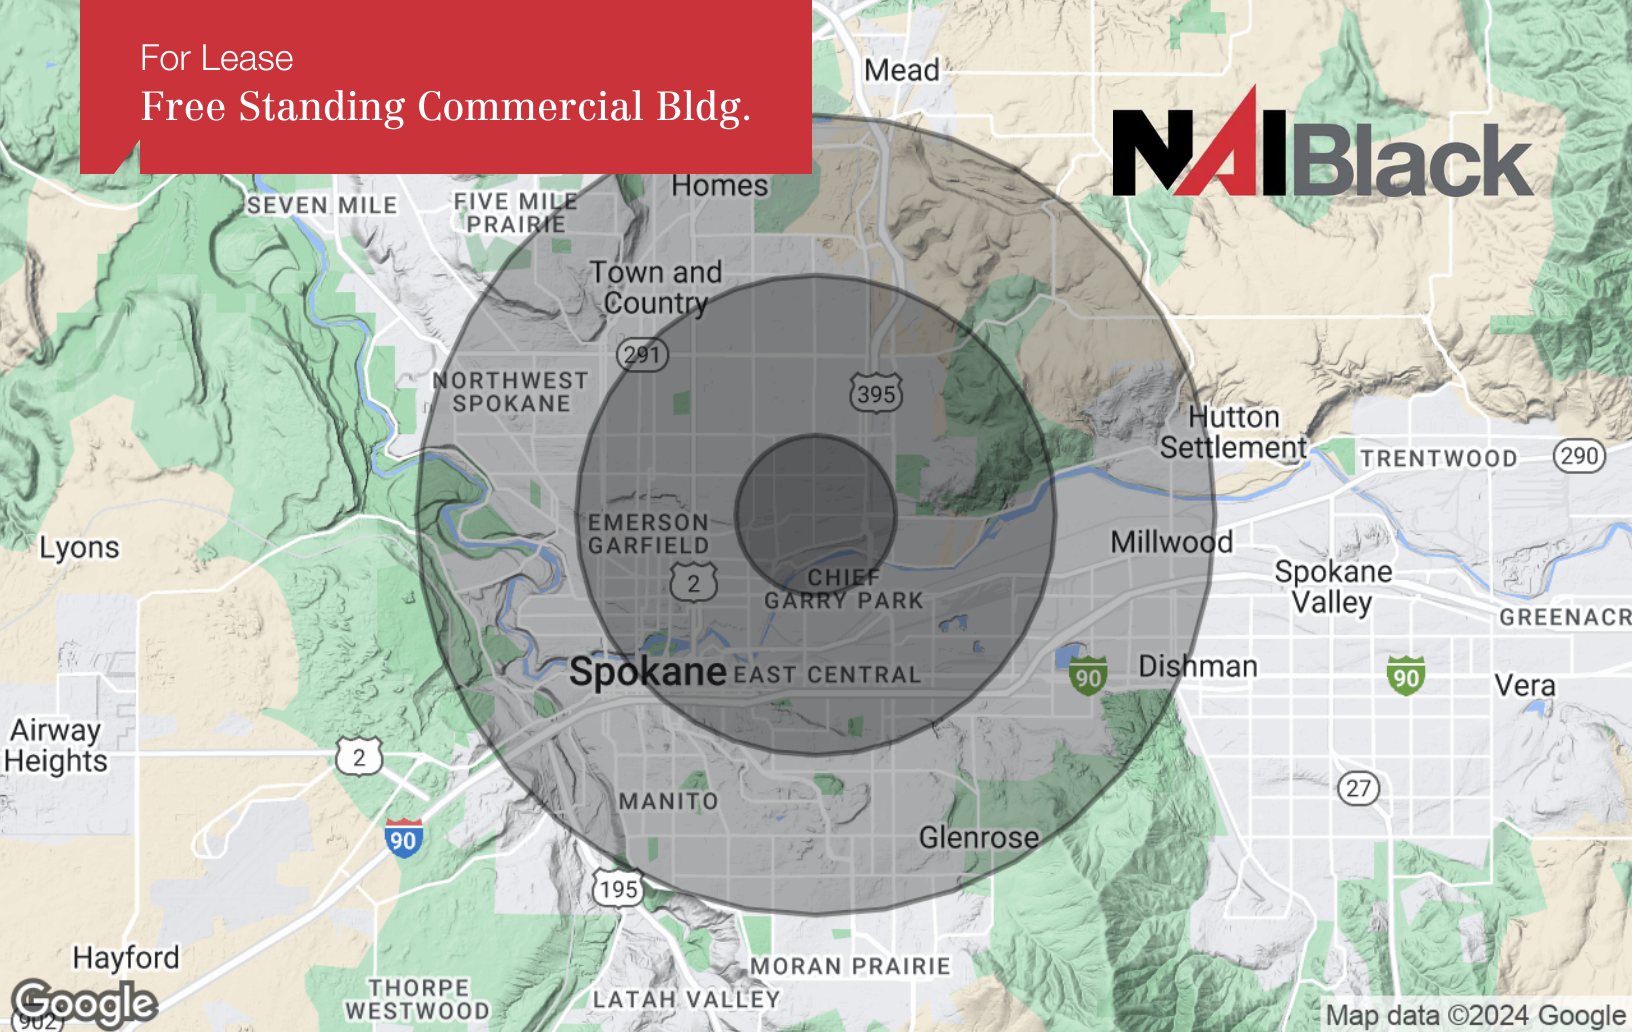 For Lease
Free Standing Commercial Bldg.
NAIBlack
Mead
Homes
SEVEN MILE
FIVE MILE
PRAIRIE
Town and
Country
291
395
NORTHWEST
SPOKANE
Hutton
Settlement
TRENTWOOD
290
EMERSON
GARFIELD
2
CHIEF
GARRY PARK
Lyons
Millwood
Spokane
Valley
GREENACR
Spokane
EAST CENTRAL
90
Dishman
90
Vera
Airway
Heights
2
27
MANITO
Glenrose
90
195
Hayford
MORAN PRAIRIE
THORPE
WESTWOOD
LATAH VALLEY
Google
902
Map data ©2024 Google